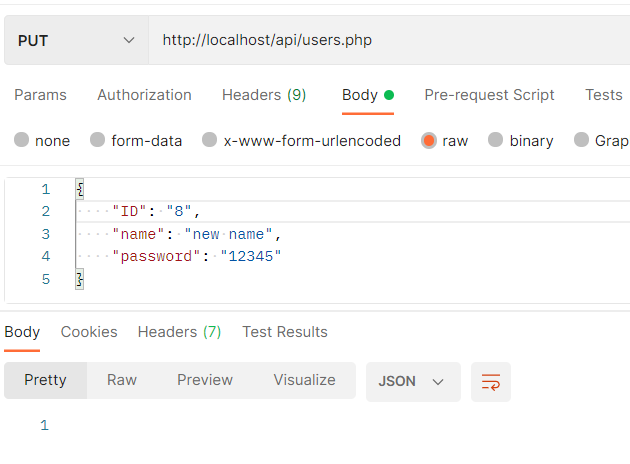 PUT http://localhost/api/users.php
Params Authorization Headers (9) Body Pre-request Script Tests
none form-data x-www-form-urlencoded raw binary Grap
1 {
2 "ID": "8",
3 "name": "new name",
4 "password": "12345"
5 }
Body Cookies Headers (7) Test Results
Pretty Raw Preview Visualize JSON
1